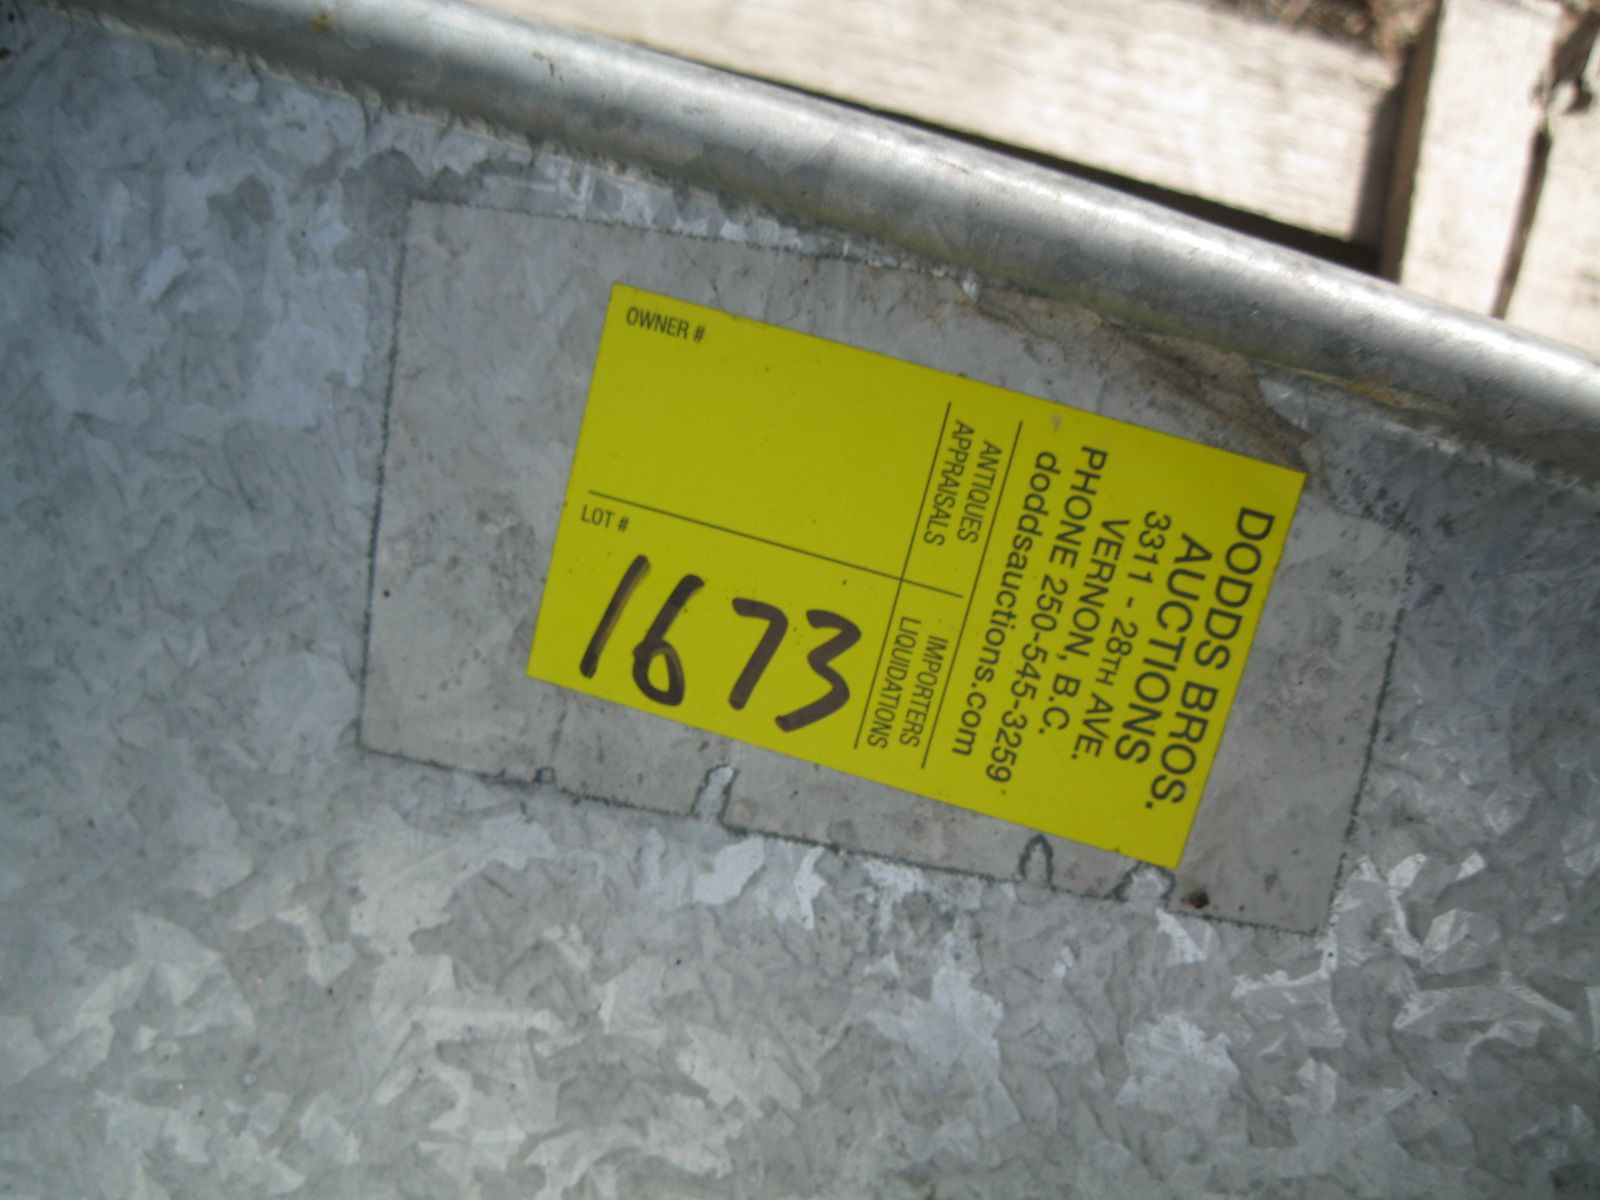 DODDS BROS.
AUCTIONS
3311 - 28TH AVE.
VERNON, B.C.
PHONE 250-545-3259
doddsauctions.com
ANTIQUES
APPRAISALS
IMPORTERS
LIQUIDATIONS
OWNER #
LOT #
1673